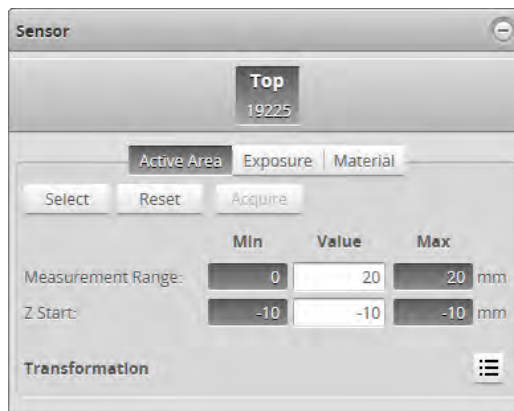 Sensor
Top
19225
Active Area Exposure Material
Select Reset Acquire
Min Value Max
Measurement Range: 0 20 20 mm
Z Start: -10 -10 -10 mm
Transformation